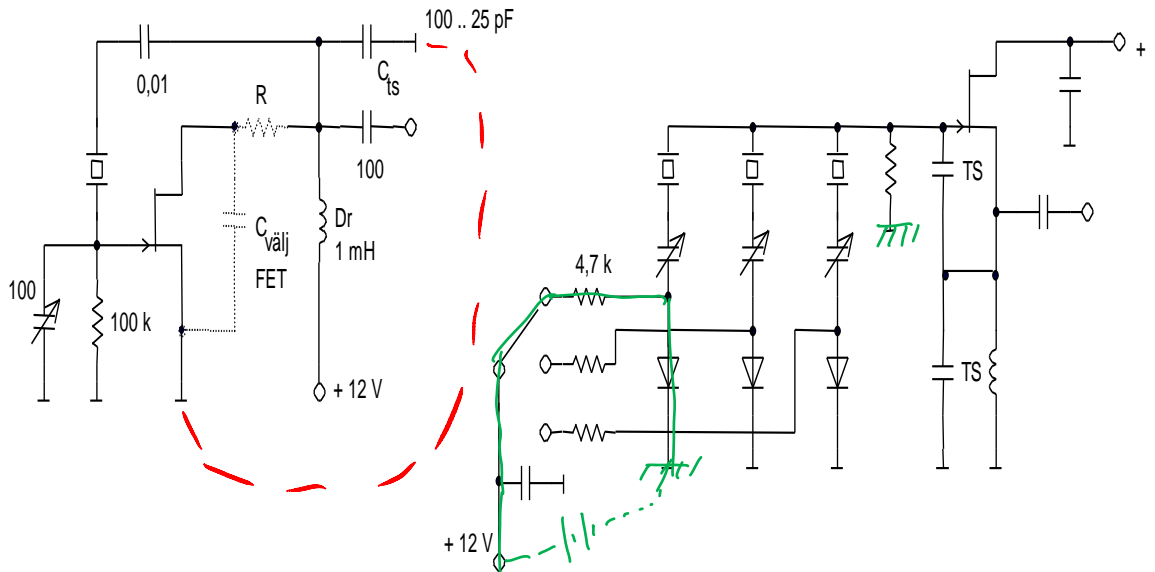 100 .. 25 pF
0,01
C ts
R
100
C välj
FET
Dr
1 mH
100
100 k
+ 12 V
+
TS
4,7 k
TS
+ 12 V